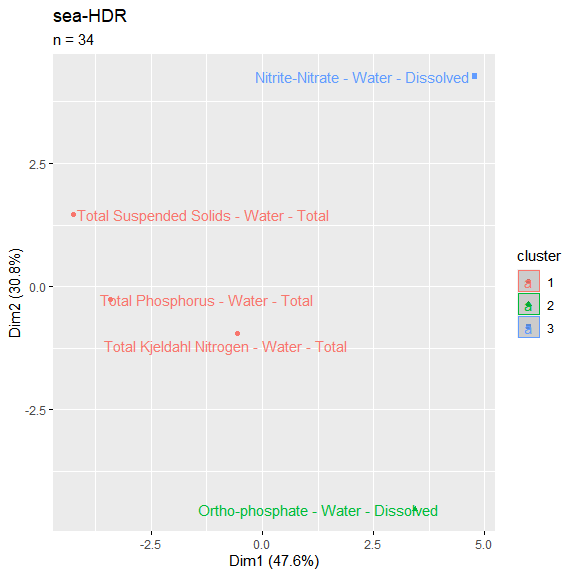 sea-HDR
n = 34
Nitrite-Nitrate - Water - Dissolved
2.5
Total Suspended Solids - Water - Total
cluster
1
0.0
Total Phosphorus - Water - Total
2
Dim2 (30.8%)
3
Total Kjeldahl Nitrogen - Water - Total
-2.5
Ortho-phosphate - Water - Dissolved
-2.5
0.0
2.5
5.0
Dim1 (47.6%)